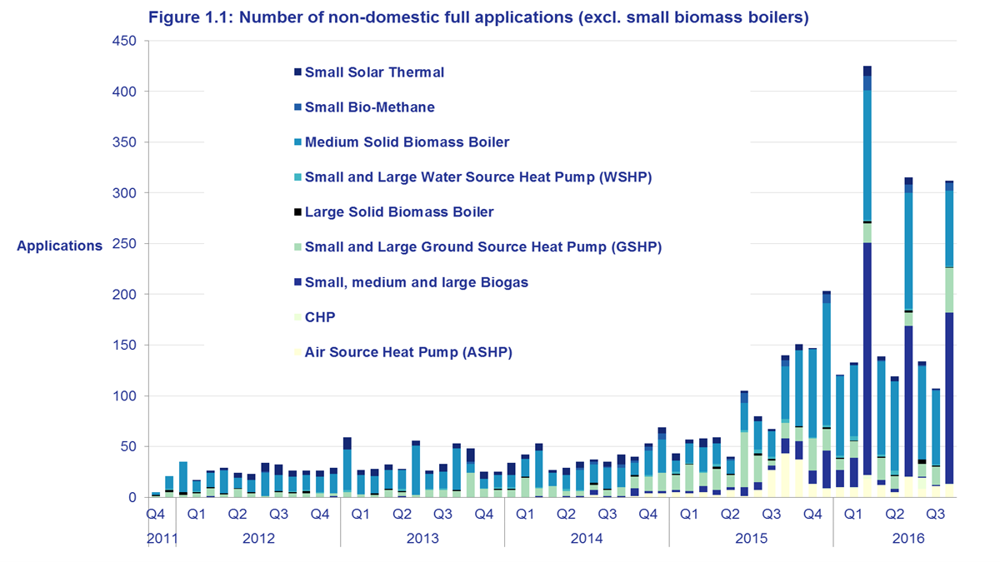 Figure 1.1: Number of non-domestic full applications (excl. small biomass boilers)
450
400
350
300
250
200
150
100
50
0
Applications
Small Solar Thermal
Small Bio-Methane
Medium Solid Biomass Boiler
Small and Large Water Source Heat Pump (WSHP)
Large Solid Biomass Boiler
Small and Large Ground Source Heat Pump (GSHP)
Small, medium and large Biogas
CHP
Air Source Heat Pump (ASHP)
Q4 Q1 Q2 Q3 Q4 Q1 Q2 Q3 Q4 Q1 Q2 Q3 Q4 Q1 Q2 Q3 Q4 Q1 Q2 Q3
2011 2012 2013 2014 2015 2016